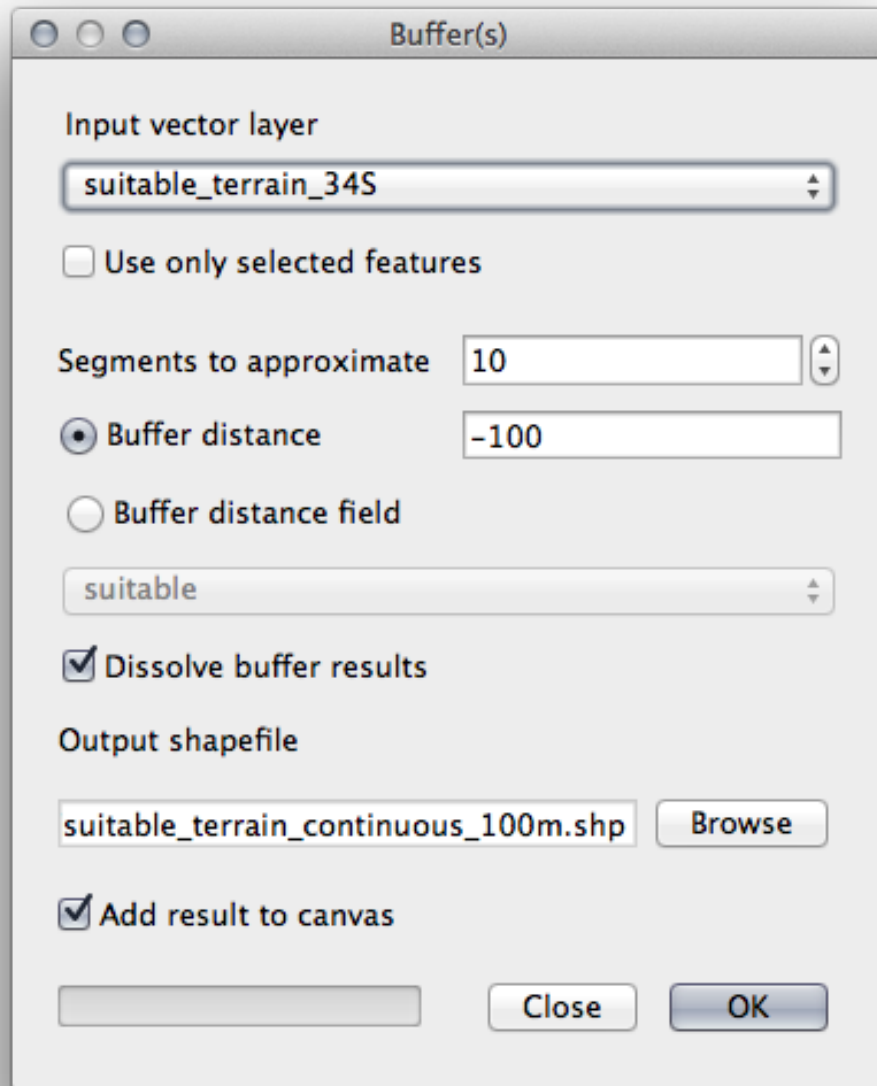 Buffer(s)
Input vector layer
suitable_terrain_34S
Use only selected features
Segments to approximate 10
Buffer distance -100
Buffer distance field
suitable
Dissolve buffer results
Output shapefile
suitable_terrain_continuous_100m.shp Browse
Add result to canvas
Close OK